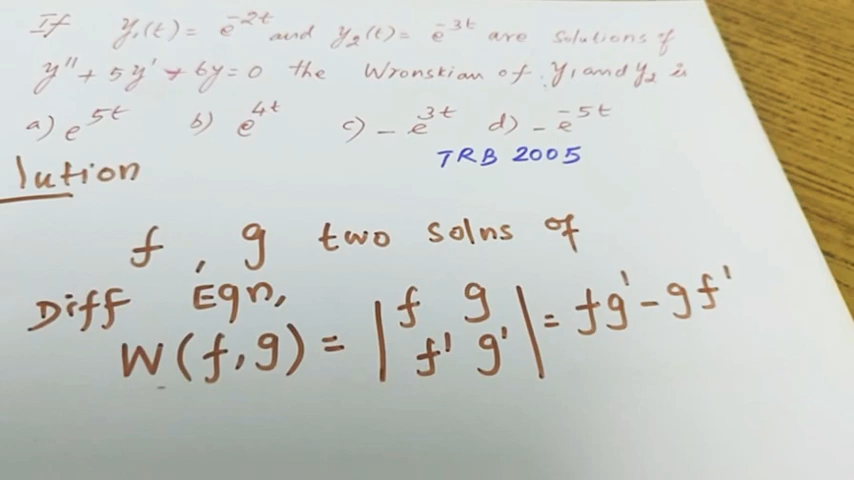 If y₁(t) = e^-2t and y₂(t) = e^-3t are solutions of
y'' + 5y' + 6y = 0 the Wronskian of y₁ and y₂ is
a) e^5t b) e^4t c) - e^3t d) - e^-5t
TRB 2005
lution
f, g two solns of
Diff Eqn,
W(f,g) = | f g | = fg' - gf'
f' g'